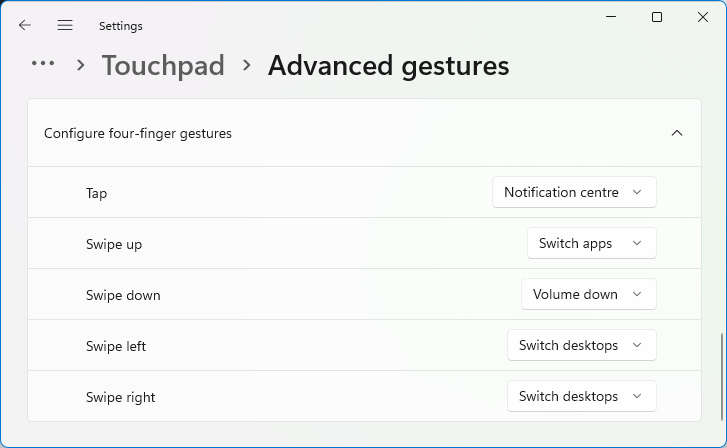 Settings
··· > Touchpad > Advanced gestures
Configure four-finger gestures
Tap Notification centre
Swipe up Switch apps
Swipe down Volume down
Swipe left Switch desktops
Swipe right Switch desktops